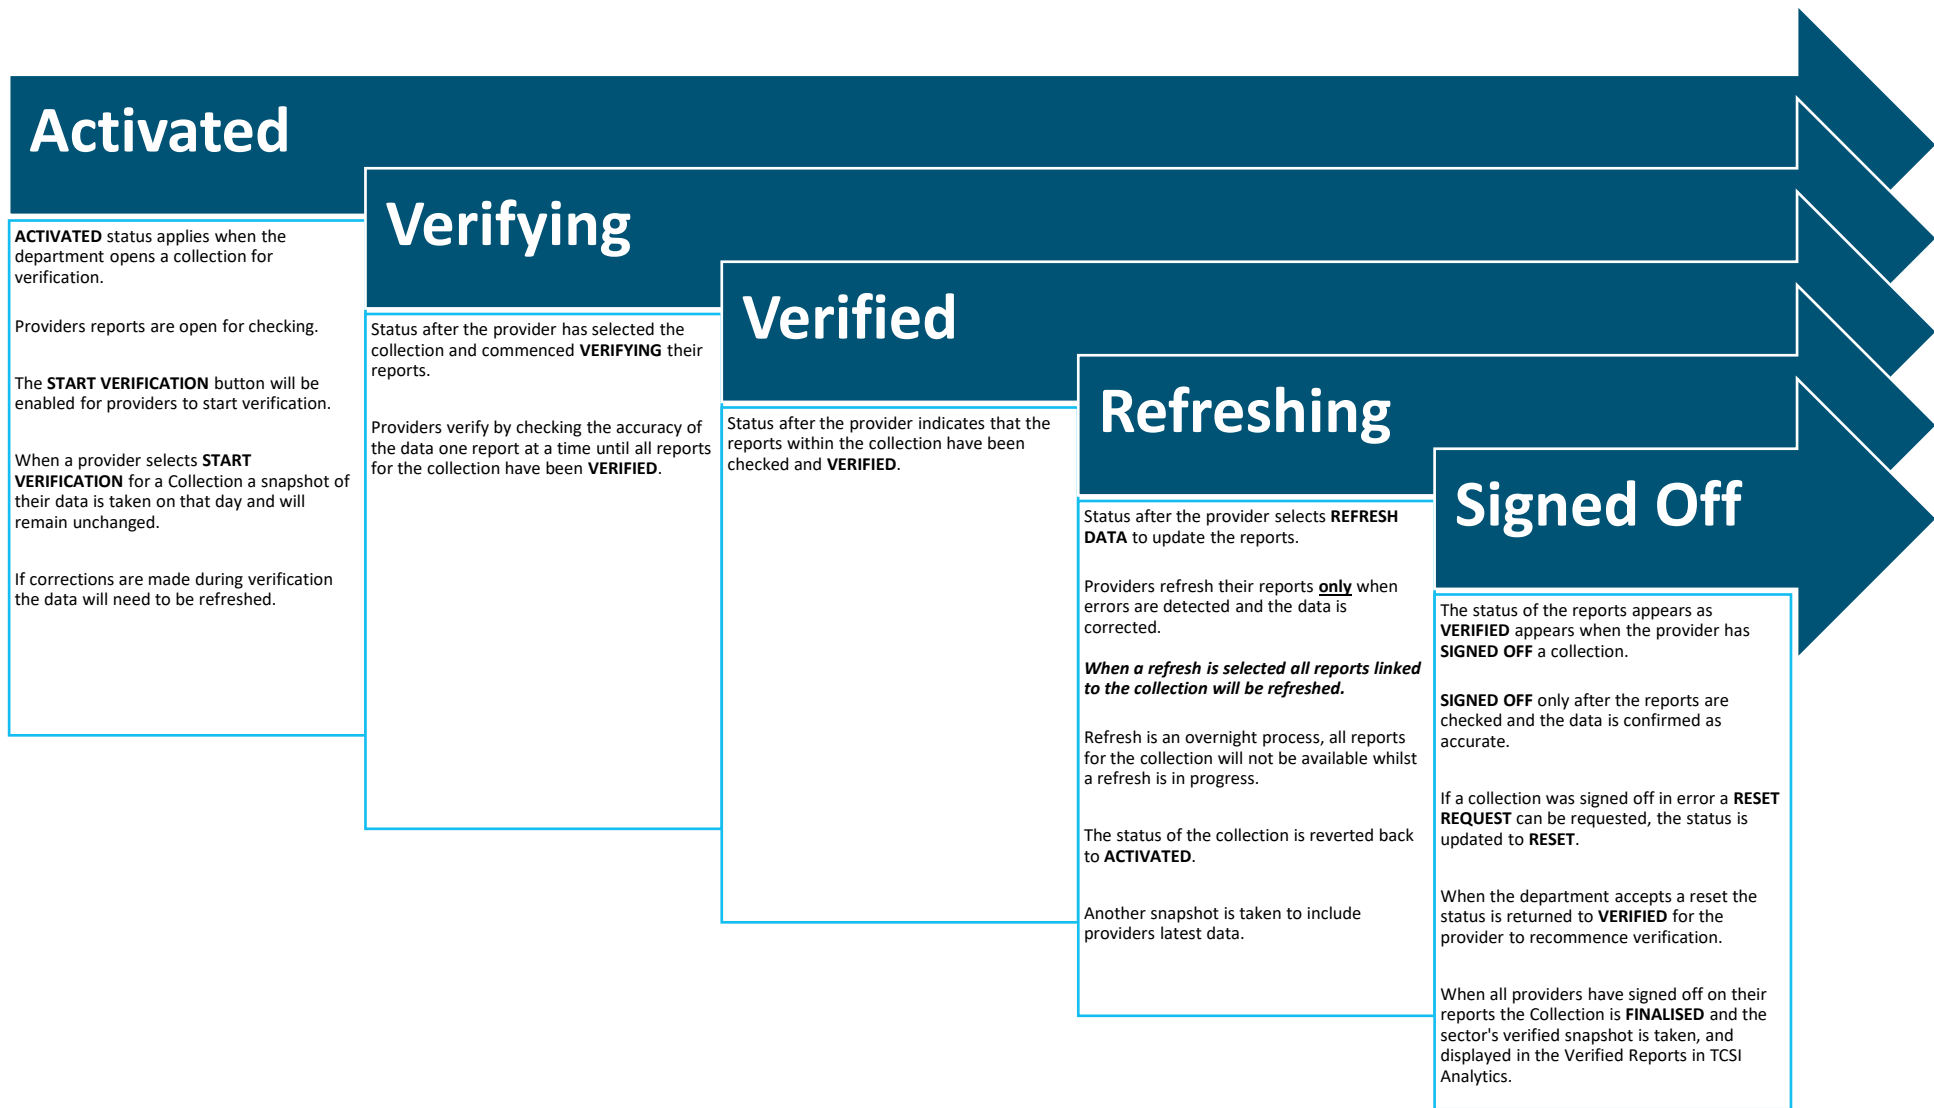 Activated
ACTIVATED status applies when the
department opens a collection for
verification.
Providers reports are open for checking.
The START VERIFICATION button will be
enabled for providers to start verification.
When a provider selects START
VERIFICATION for a Collection a snapshot of
their data is taken on that day and will
remain unchanged.
If corrections are made during verification
the data will need to be refreshed.
Verifying
Status after the provider has selected the
collection and commenced VERIFYING their
reports.
Providers verify by checking the accuracy of
the data one report at a time until all reports
for the collection have been VERIFIED.
Verified
Status after the provider indicates that the
reports within the collection have been
checked and VERIFIED.
Refreshing
Status after the provider selects REFRESH
DATA to update the reports.
Providers refresh their reports only when
errors are detected and the data is
corrected.
When a refresh is selected all reports linked
to the collection will be refreshed.
Refresh is an overnight process, all reports
for the collection will not be available whilst
a refresh is in progress.
The status of the collection is reverted back
to ACTIVATED.
Another snapshot is taken to include
providers latest data.
Signed Off
The status of the reports appears as
VERIFIED appears when the provider has
SIGNED OFF a collection.
SIGNED OFF only after the reports are
checked and the data is confirmed as
accurate.
If a collection was signed off in error a RESET
REQUEST can be requested, the status is
updated to RESET.
When the department accepts a reset the
status is returned to VERIFIED for the
provider to recommence verification.
When all providers have signed off on their
reports the Collection is FINALISED and the
sector's verified snapshot is taken, and
displayed in the Verified Reports in TCSI
Analytics.